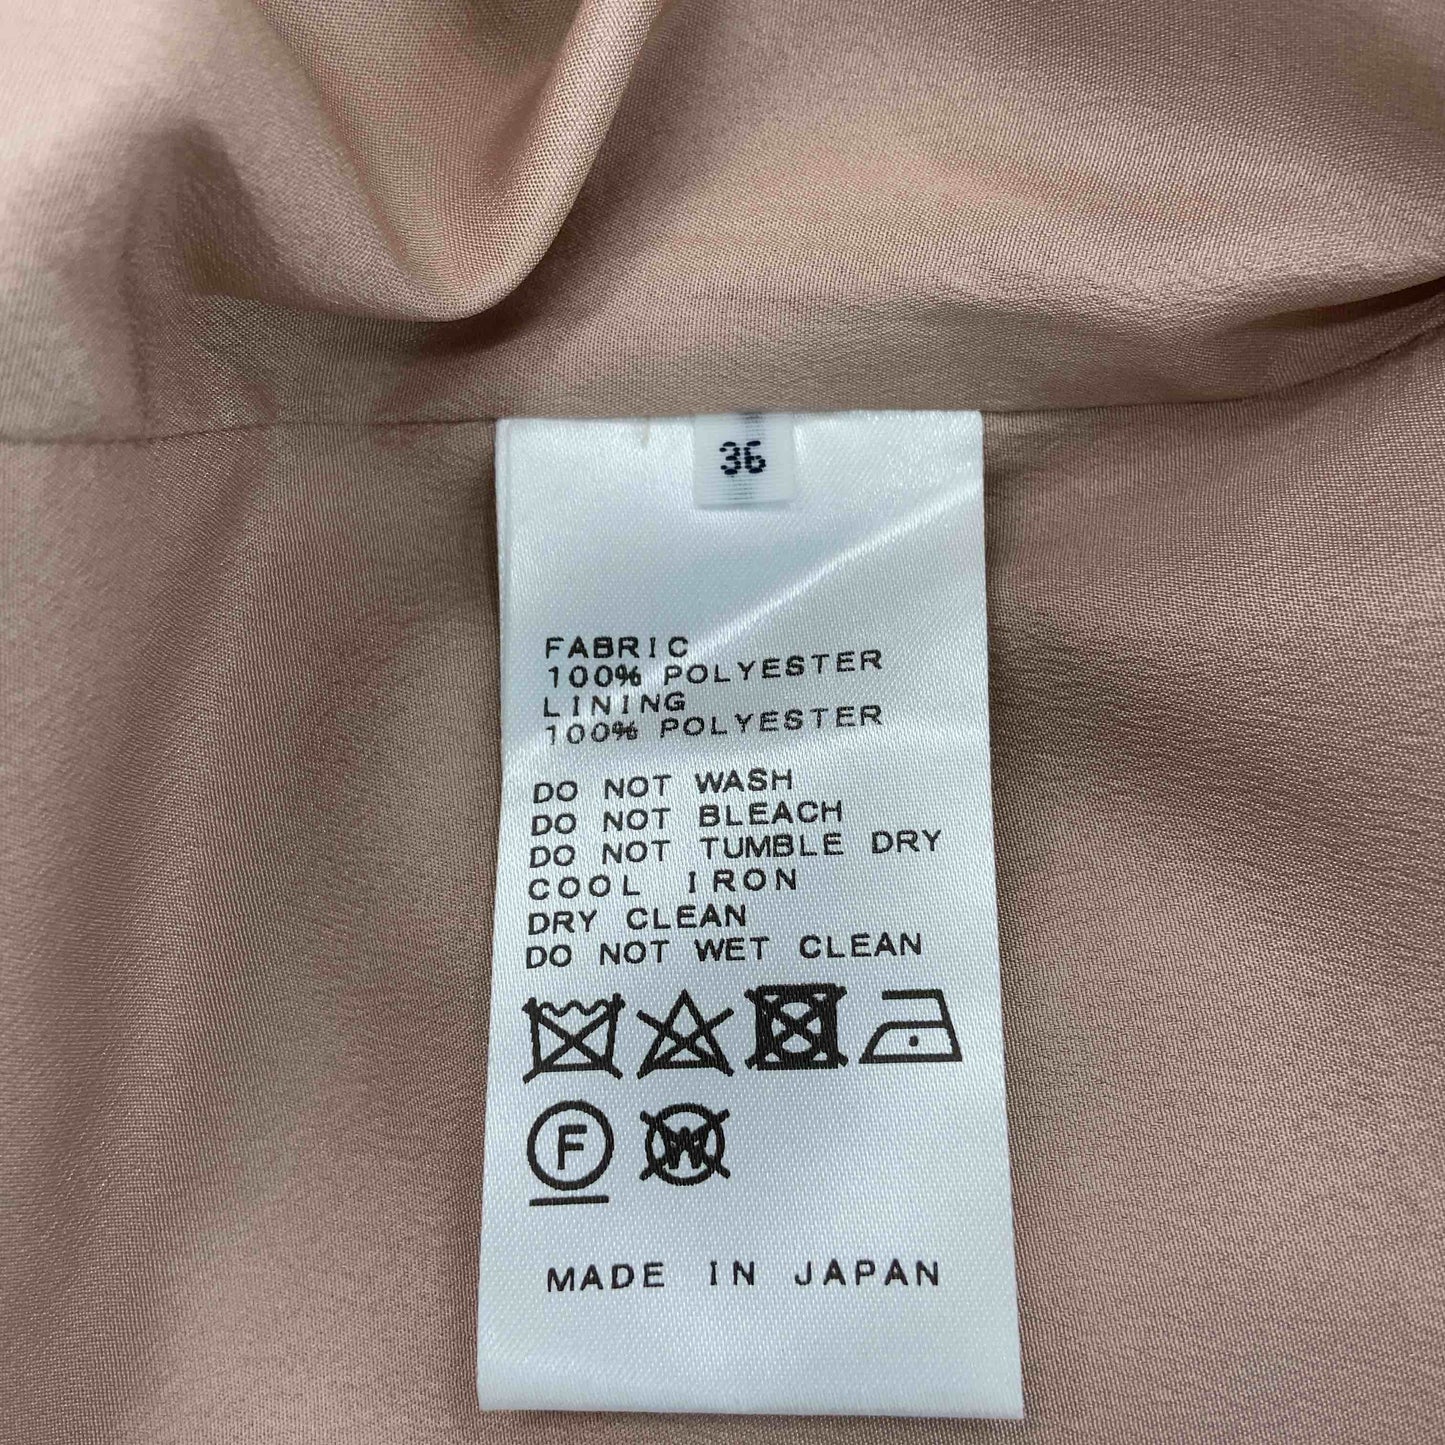 36
FABRIC
100% POLYESTER
LINING
100% POLYESTER
DO NOT WASH
DO NOT BLEACH
DO NOT TUMBLE DRY
COOL IRON
DRY CLEAN
DO NOT WET CLEAN
F W
MADE IN JAPAN